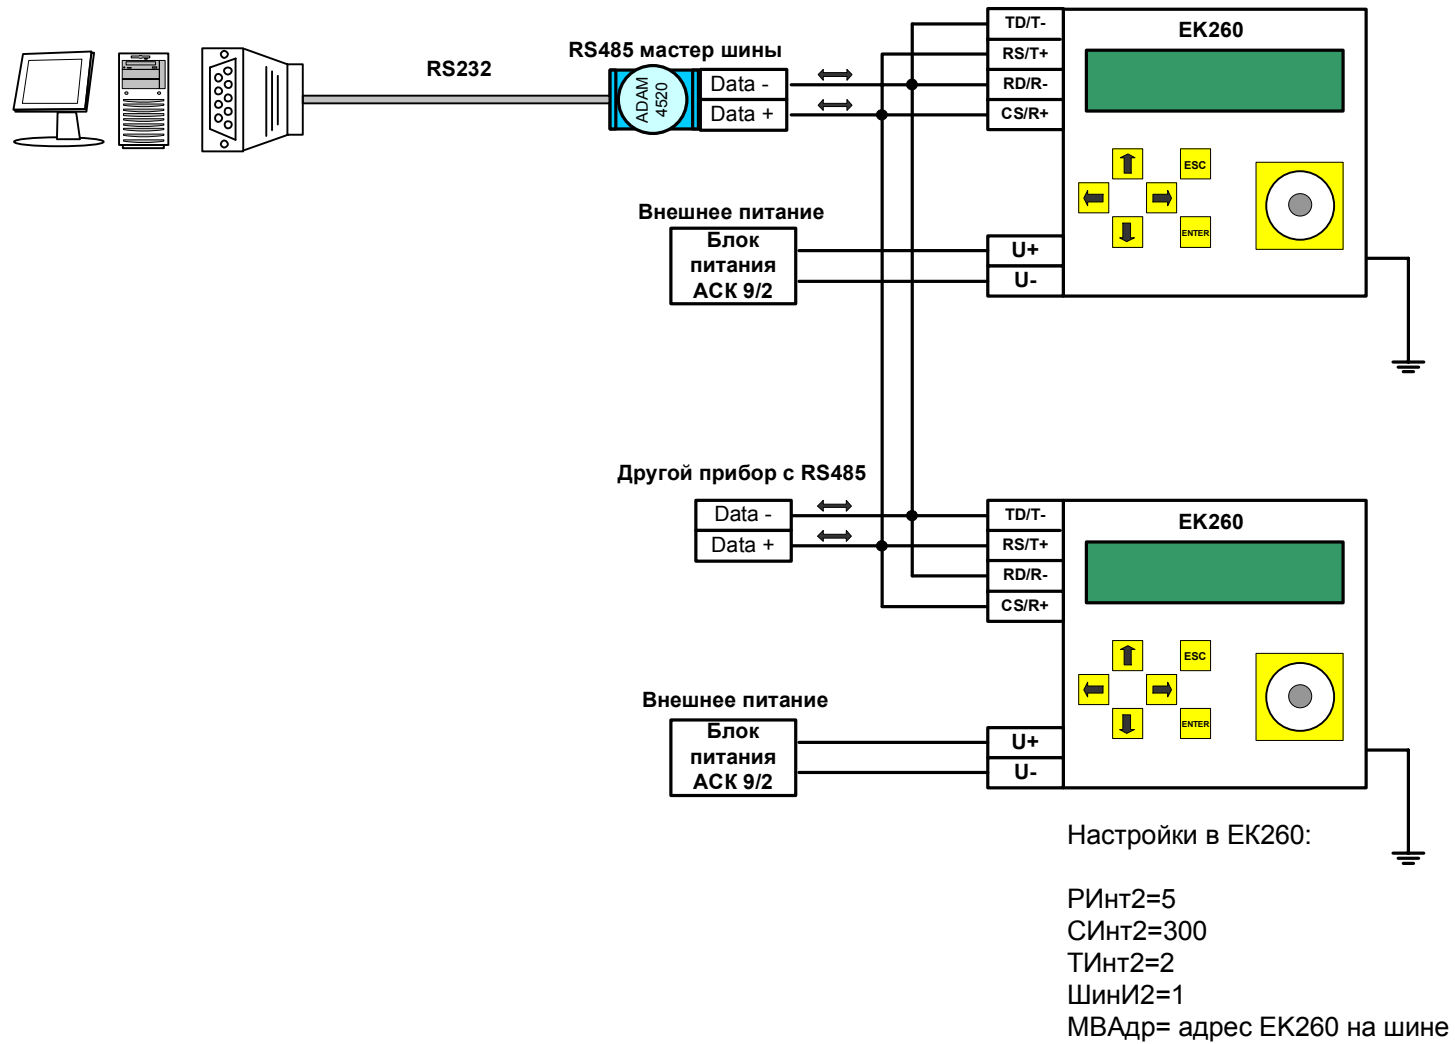 RS232
RS485 мастер шины
ADAM
4520
Data -
Data +
TD/T-
RS/T+
RD/R-
CS/R+
EK260
ESC
ENTER
Внешнее питание
Блок
питания
АСК 9/2
U+
U-
Другой прибор с RS485
Data -
Data +
TD/T-
RS/T+
RD/R-
CS/R+
EK260
ESC
ENTER
Внешнее питание
Блок
питания
АСК 9/2
U+
U-
Настройки в ЕК260:
РИнт2=5
СИнт2=300
ТИнт2=2
ШинИ2=1
МВАдр= адрес ЕК260 на шине